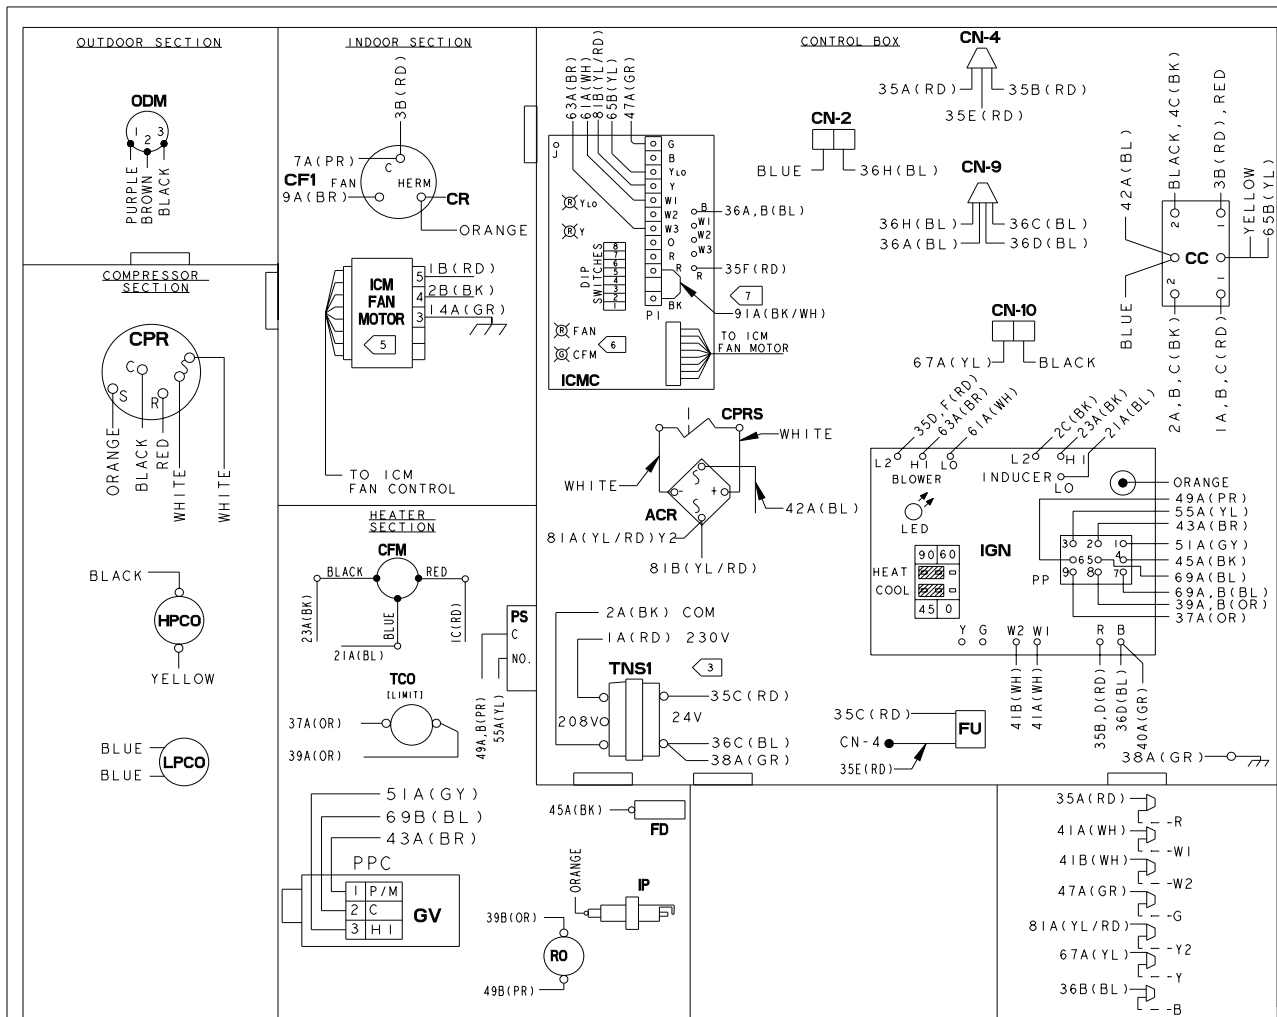 OUTDOOR SECTION
ODM
1 2 3
PURPLE
BROWN
BLACK
COMPRESSOR
SECTION
CPR
C
S
R
S
ORANGE
BLACK
RED
WHITE
WHITE
BLACK
HPCO
YELLOW
BLUE
BLUE
LPCO
INDOOR SECTION
3B(RD)
7A(PR)
C
CF1 FAN HERM CR
9A(BR)
ORANGE
ICM
FAN
MOTOR
5
5
4
3
1B(RD)
2B(BK)
14A(GR)
TO ICM
FAN CONTROL
HEATER
SECTION
CFM
BLACK
RED
BLUE
23A(BK)
21A(BL)
1C(RD)
PS
C
NO.
49A,B(PR)
55A(YL)
TCO
[LIMIT]
37A(OR)
39A(OR)
51A(GY)
69B(BL)
43A(BR)
PPC
1 P/M
2 C
3 HI
GV
45A(BK)
FD
ORANGE
IP
39B(OR)
RO
49B(PR)
CONTROL BOX
63A(BR)
61A(WH)
81B(YL/RD)
65B(YL)
47A(GR)
J
G
B
YLO
Y
W1
W2
W3
O
R
R
BK
P1
R YLO
R Y
DIP
SWITCHES
8
7
6
5
4
3
2
1
B
W1
W2
W3
R
36A,B(BL)
35F(RD)
7
91A(BK/WH)
R FAN
G CFM
6
ICMC
TO ICM
FAN MOTOR
CN-4
35A(RD)
35B(RD)
35E(RD)
CN-2
BLUE
36H(BL)
CN-9
36H(BL)
36A(BL)
36C(BL)
36D(BL)
CN-10
67A(YL)
BLACK
42A(BL)
BLACK,4C(BK)
3B(RD),RED
YELLOW
65B(YL)
2
1
CC
2
1
BLUE
2A,B,C(BK)
1A,B,C(RD)
CPRS
WHITE
WHITE
- +
ACR
42A(BL)
81A(YL/RD)Y2
81B(YL/RD)
35D,F(RD)
63A(BR)
61A(WH)
2C(BK)
23A(BK)
21A(BL)
L2 HI LO
BLOWER
L2 HI
INDUCER LO
LED
IGN
90 60
HEAT
COOL
45 0
PP
3 2 1
6 5 4
9 8 7
ORANGE
49A(PR)
55A(YL)
43A(BR)
51A(GY)
45A(BK)
69A(BL)
69A,B(BL)
39A,B(OR)
37A(OR)
Y G W2 W1 R B
41B(WH)
41A(WH)
35B,D(RD)
36D(BL)
40A(GR)
2A(BK) COM
1A(RD) 230V
TNS1
3
208V
24V
35C(RD)
36C(BL)
38A(GR)
35C(RD)
FU
CN-4
35E(RD)
38A(GR)
35A(RD)
R
41A(WH)
W1
41B(WH)
W2
47A(GR)
G
81A(YL/RD)
Y2
67A(YL)
Y
36B(BL)
B